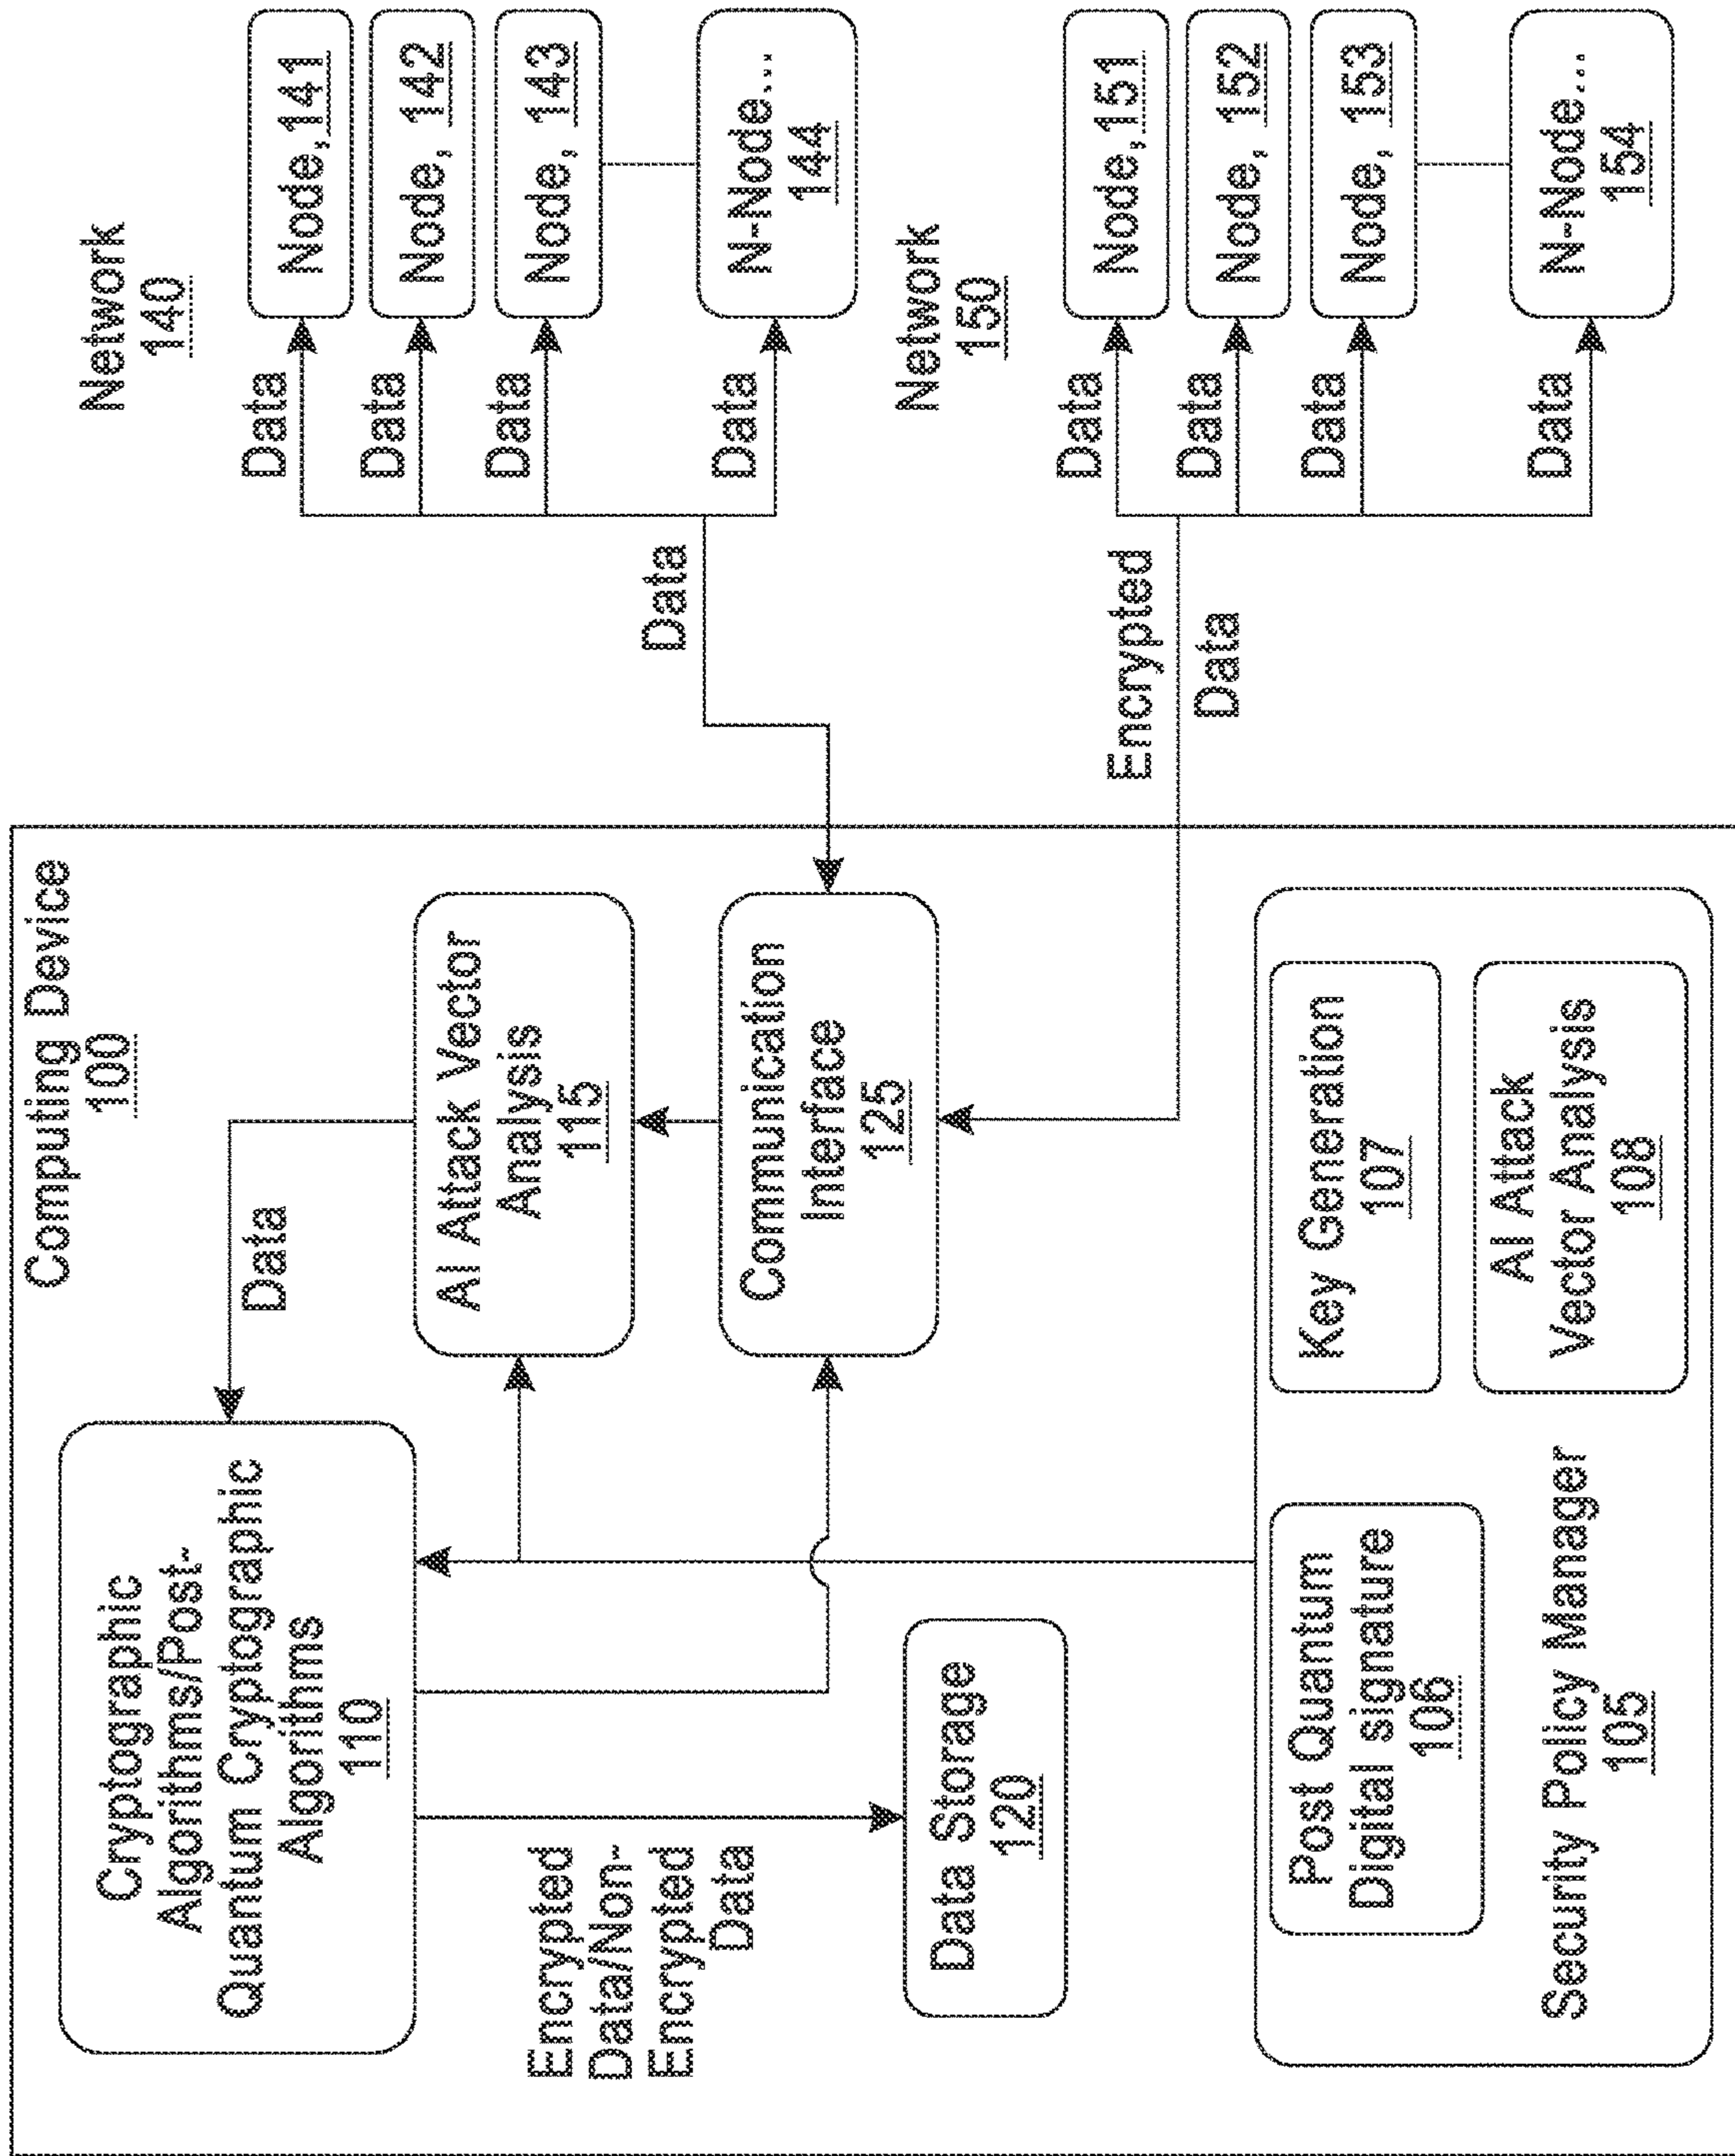 Computing Device
100
Cryptographic
Algorithms/Post-
Quantum Cryptographic
Algorithms
110
Data
AI Attack Vector
Analysis
115
Communication
Interface
125
Encrypted
Data/Non-
Encrypted
Data
Data Storage
120
Post Quantum
Digital signature
106
Key Generation
107
AI Attack
Vector Analysis
108
Security Policy Manager
105
Data
Encrypted
Data
Network
140
Data
Node, 141
Data
Node, 142
Data
Node, 143
Data
N-Node...
144
Network
150
Data
Node, 151
Data
Node, 152
Data
Node, 153
Data
N-Node...
154